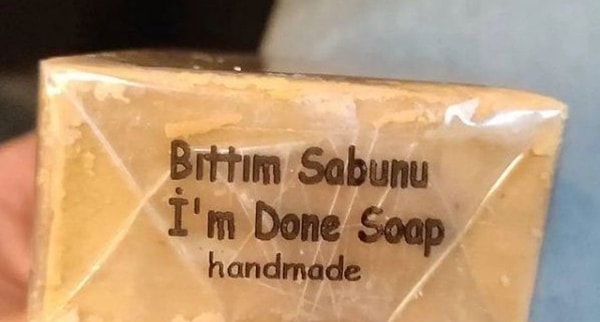 Bıttım Sabunu
İ'm Done Soap
handmade